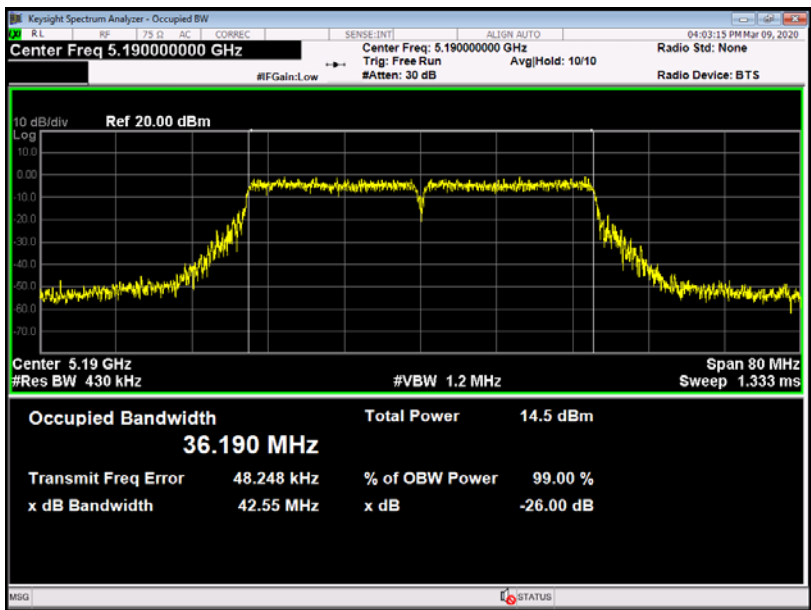 Keysight Spectrum Analyzer - Occupied BW
RL RF 75 Ω AC CORREC SENSE:INT ALIGN AUTO 04:03:15 PM Mar 09, 2020
Center Freq 5.190000000 GHz Center Freq: 5.190000000 GHz Radio Std: None
Trig: Free Run Avg|Hold: 10/10
#IFGain:Low #Atten: 30 dB Radio Device: BTS
10 dB/div Ref 20.00 dBm
Log
10.0
0.00
-10.0
-20.0
-30.0
-40.0
-50.0
-60.0
-70.0
Center 5.19 GHz Span 80 MHz
#Res BW 430 kHz #VBW 1.2 MHz Sweep 1.333 ms
Occupied Bandwidth Total Power 14.5 dBm
36.190 MHz
Transmit Freq Error 48.248 kHz % of OBW Power 99.00 %
x dB Bandwidth 42.55 MHz x dB -26.00 dB
MSG STATUS